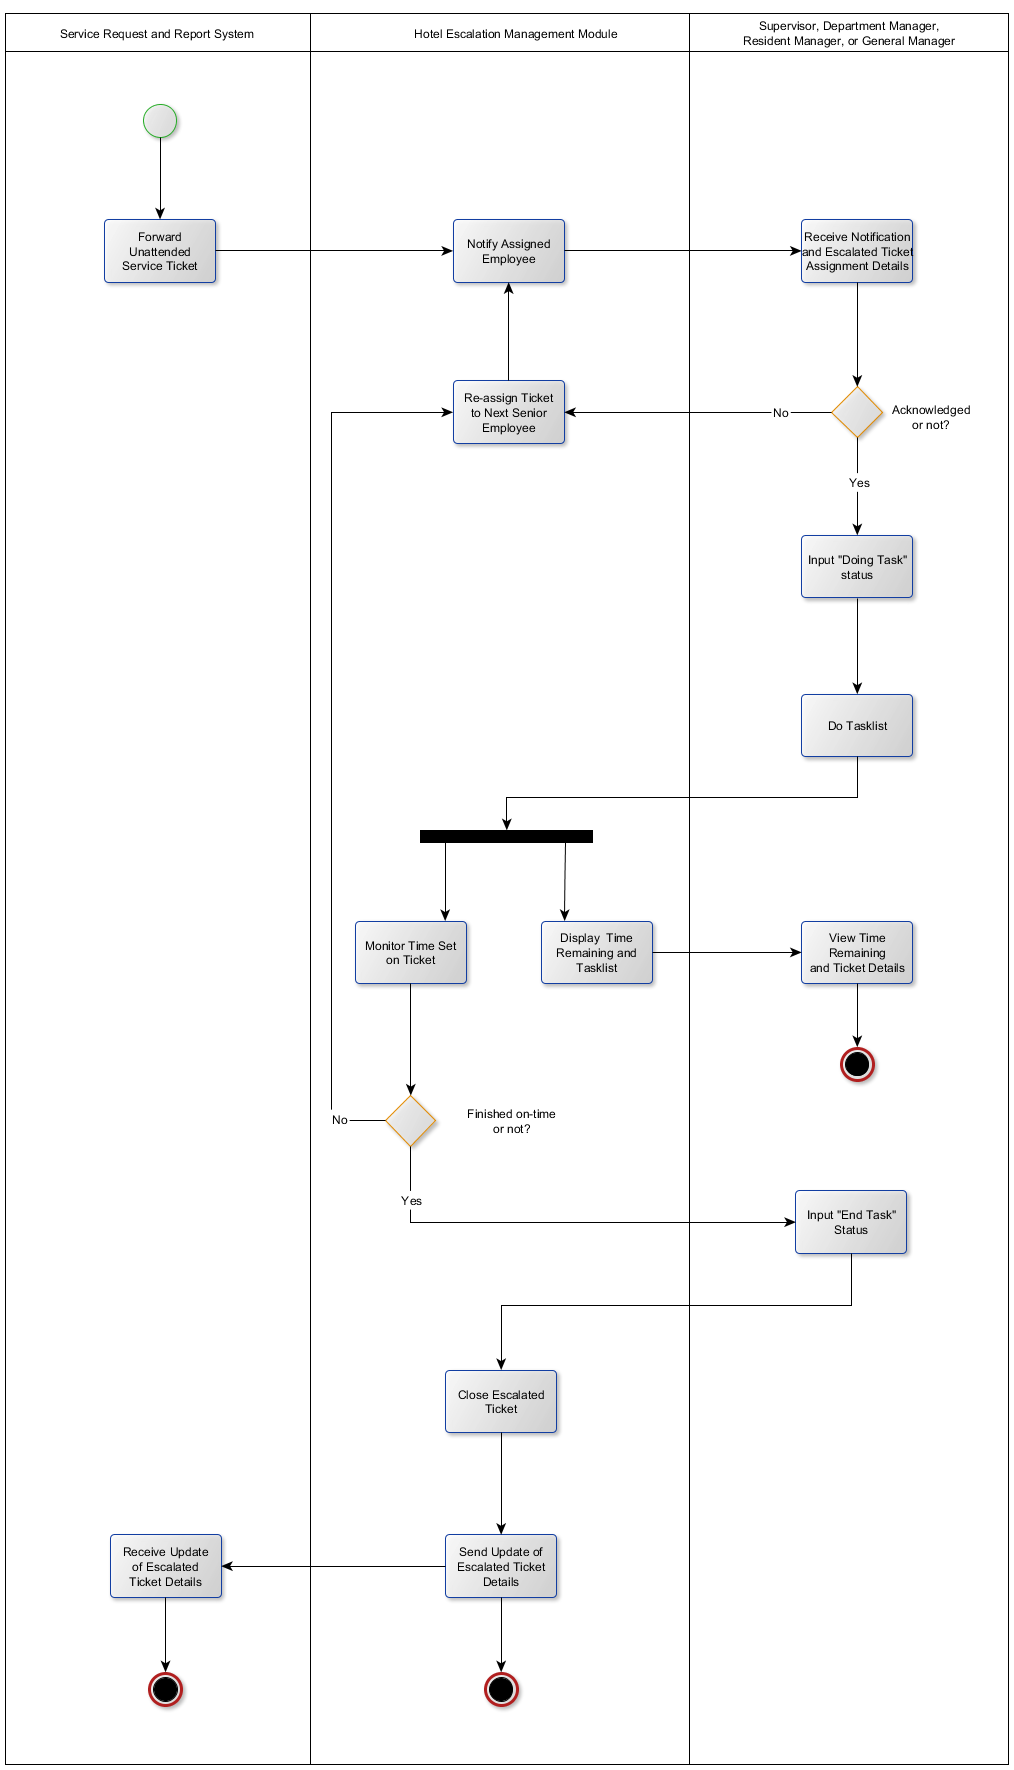 Service Request and Report System
Hotel Escalation Management Module
Supervisor, Department Manager,
Resident Manager, or General Manager
Forward
Unattended
Service Ticket
Notify Assigned
Employee
Receive Notification
and Escalated Ticket
Assignment Details
Re-assign Ticket
to Next Senior
Employee
No
Acknowledged
or not?
Yes
Input "Doing Task"
status
Do Tasklist
Monitor Time Set
on Ticket
Display  Time
Remaining and
Tasklist
View Time
Remaining
and Ticket Details
No
Finished on-time
or not?
Yes
Input "End Task"
Status
Close Escalated
Ticket
Receive Update
of Escalated
Ticket Details
Send Update of
Escalated Ticket
Details